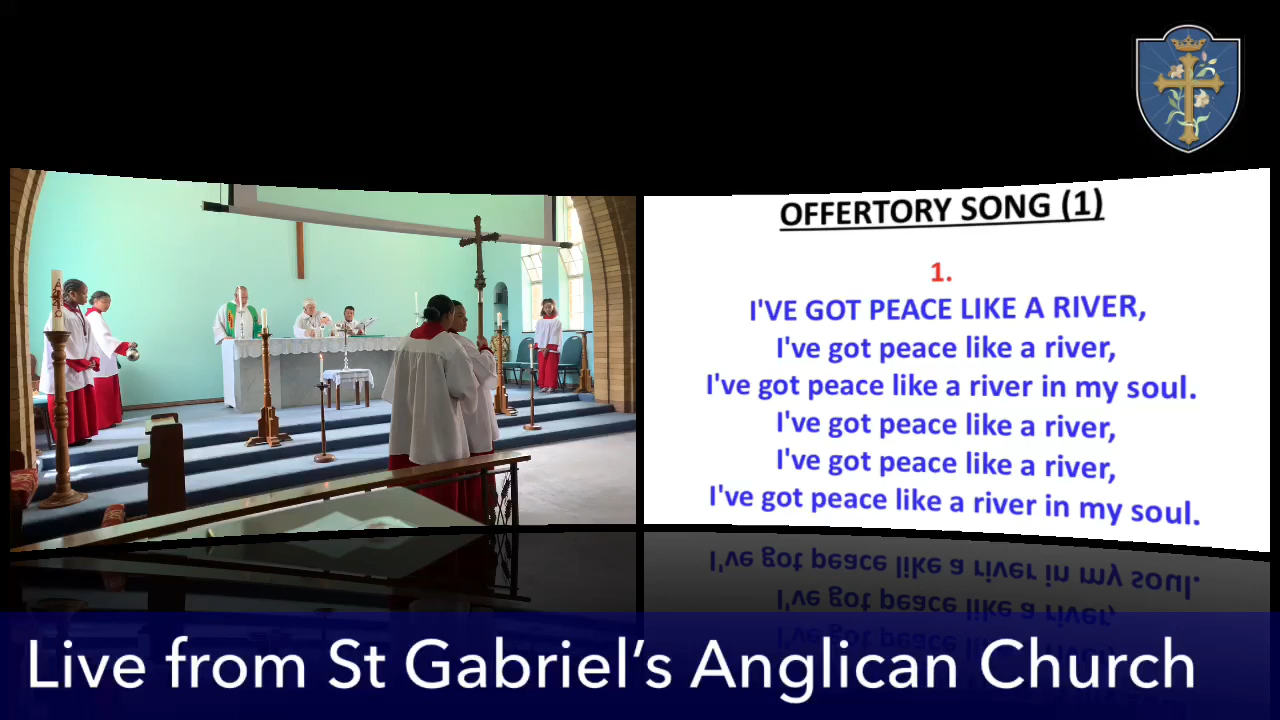 OFFERTORY SONG (1)
1.
I'VE GOT PEACE LIKE A RIVER,
I've got peace like a river,
I've got peace like a river in my soul.
I've got peace like a river,
I've got peace like a river,
I've got peace like a river in my soul.
Live from St Gabriel’s Anglican Church